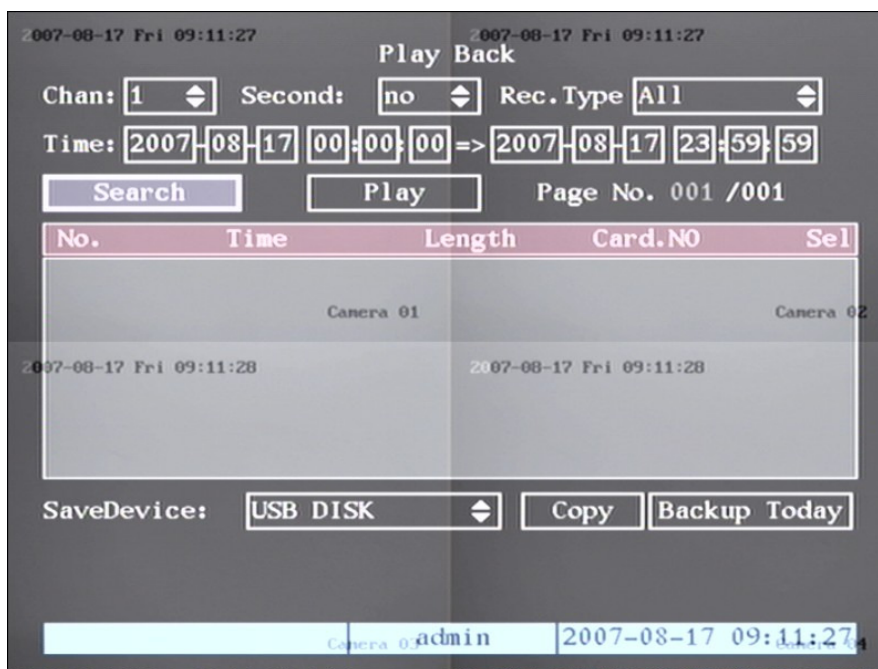 2007-08-17 Fri 09:11:27 2007-08-17 Fri 09:11:27
Play Back
Chan: 1 Second: no Rec.Type All
Time: 2007-08-17 00:00:00 => 2007-08-17 23:59:59
Search Play Page No. 001 /001
No. Time Length Card.NO Sel
Camera 01 Camera 02
2007-08-17 Fri 09:11:28 2007-08-17 Fri 09:11:28
SaveDevice: USB DISK Copy Backup Today
Camera 03 admin 2007-08-17 09:11:27 Camera 04